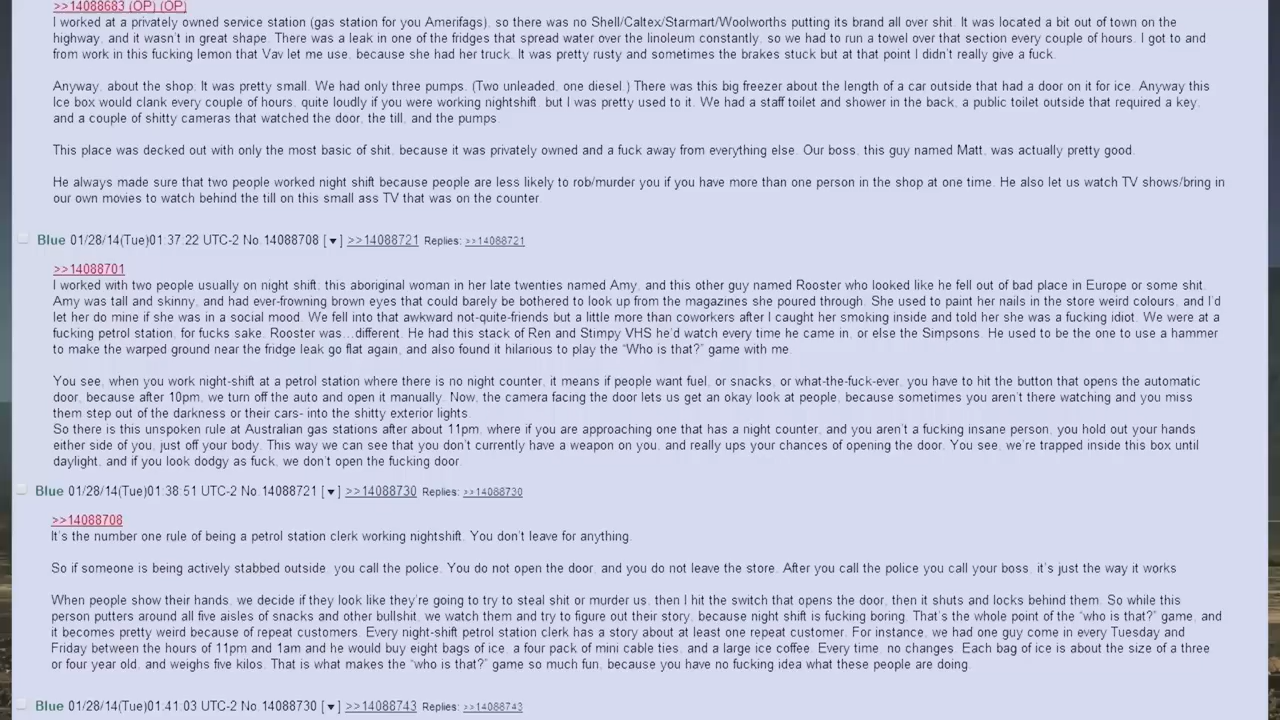 >>14088683 (OP) (OP)
I worked at a privately owned service station (gas station for you Amerifags), so there was no Shell/Caltex/Starmart/Woolworths putting its brand all over shit. It was located a bit out of town on the
highway, and it wasn't in great shape. There was a leak in one of the fridges that spread water over the linoleum constantly, so we had to run a towel over that section every couple of hours. I got to and
from work in this fucking lemon that Vav let me use, because she had her truck. It was pretty rusty and sometimes the brakes stuck but at that point I didn't really give a fuck.
Anyway, about the shop. It was pretty small. We had only three pumps. (Two unleaded, one diesel.) There was this big freezer about the length of a car outside that had a door on it for ice. Anyway this
Ice box would clank every couple of hours, quite loudly if you were working nightshift, but I was pretty used to it. We had a staff toilet and shower in the back, a public toilet outside that required a key,
and a couple of shitty cameras that watched the door, the till, and the pumps.
This place was decked out with only the most basic of shit, because it was privately owned and a fuck away from everything else. Our boss, this guy named Matt, was actually pretty good.
He always made sure that two people worked night shift because people are less likely to rob/murder you if you have more than one person in the shop at one time. He also let us watch TV shows/bring in
our own movies to watch behind the till on this small ass TV that was on the counter.
Blue 01/28/14(Tue)01:37:22 UTC-2 No.14088708 [▼] >>14088721 Replies: >>14088721
>>14088701
I worked with two people usually on night shift, this aboriginal woman in her late twenties named Amy, and this other guy named Rooster who looked like he fell out of bad place in Europe or some shit.
Amy was tall and skinny, and had ever-frowning brown eyes that could barely be bothered to look up from the magazines she poured through. She used to paint her nails in the store weird colours, and I'd
let her do mine if she was in a social mood. We fell into that awkward not-quite-friends but a little more than coworkers after I caught her smoking inside and told her she was a fucking idiot. We were at a
fucking petrol station, for fucks sake. Rooster was...different. He had this stack of Ren and Stimpy VHS he'd watch every time he came in, or else the Simpsons. He used to be the one to use a hammer
to make the warped ground near the fridge leak go flat again, and also found it hilarious to play the "Who is that?" game with me.
You see, when you work night-shift at a petrol station where there is no night counter, it means if people want fuel, or snacks, or what-the-fuck-ever, you have to hit the button that opens the automatic
door, because after 10pm, we turn off the auto and open it manually. Now, the camera facing the door lets us get an okay look at people, because sometimes you aren't there watching and you miss
them step out of the darkness or their cars- into the shitty exterior lights.
So there is this unspoken rule at Australian gas stations after about 11pm, where if you are approaching one that has a night counter, and you aren't a fucking insane person, you hold out your hands
either side of you, just off your body. This way we can see that you don't currently have a weapon on you, and really ups your chances of opening the door. You see, we're trapped inside this box until
daylight, and if you look dodgy as fuck, we don't open the fucking door.
Blue 01/28/14(Tue)01:38:51 UTC-2 No.14088721 [▼] >>14088730 Replies: >>14088730
>>14088708
It's the number one rule of being a petrol station clerk working nightshift. You don't leave for anything.
So if someone is being actively stabbed outside, you call the police. You do not open the door, and you do not leave the store. After you call the police you call your boss, it's just the way it works
When people show their hands, we decide if they look like they're going to try to steal shit or murder us, then I hit the switch that opens the door, then it shuts and locks behind them. So while this
person putters around all five aisles of snacks and other bullshit, we watch them and try to figure out their story, because night shift is fucking boring. That's the whole point of the "who is that?" game, and
it becomes pretty weird because of repeat customers. Every night-shift petrol station clerk has a story about at least one repeat customer. For instance, we had one guy come in every Tuesday and
Friday between the hours of 11pm and 1am and he would buy eight bags of ice, a four pack of mini cable ties, and a large ice coffee. Every time, no changes. Each bag of ice is about the size of a three
or four year old, and weighs five kilos. That is what makes the "who is that?" game so much fun, because you have no fucking idea what these people are doing.
Blue 01/28/14(Tue)01:41:03 UTC-2 No.14088730 [▼] >>14088743 Replies: >>14088743